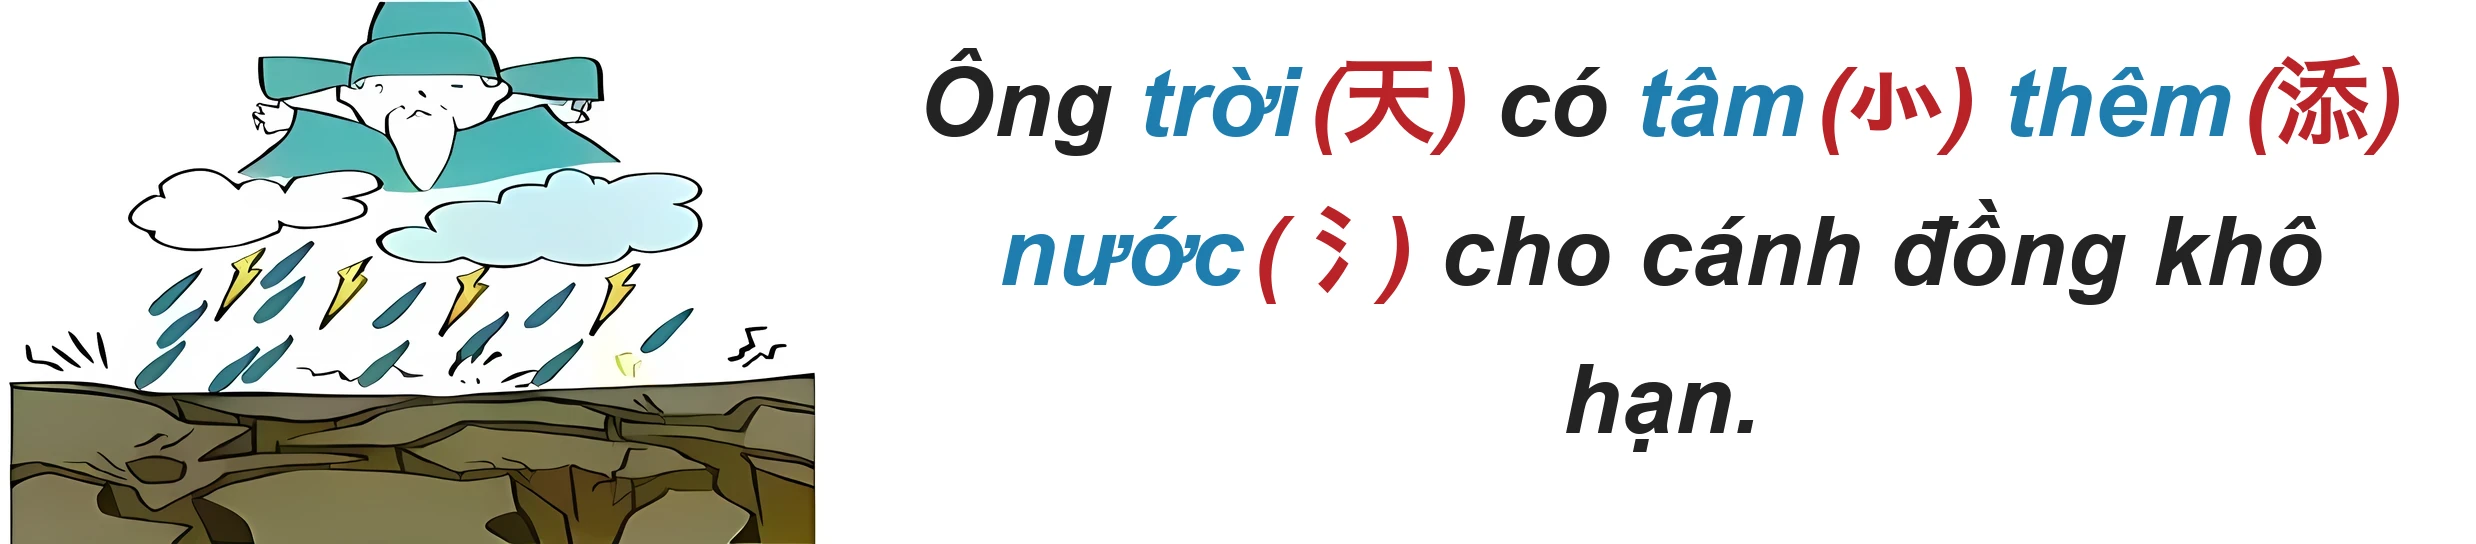 Ông trời(天) có tâm(⺗) thêm(添)
nước(氵) cho cánh đồng khô
hạn.